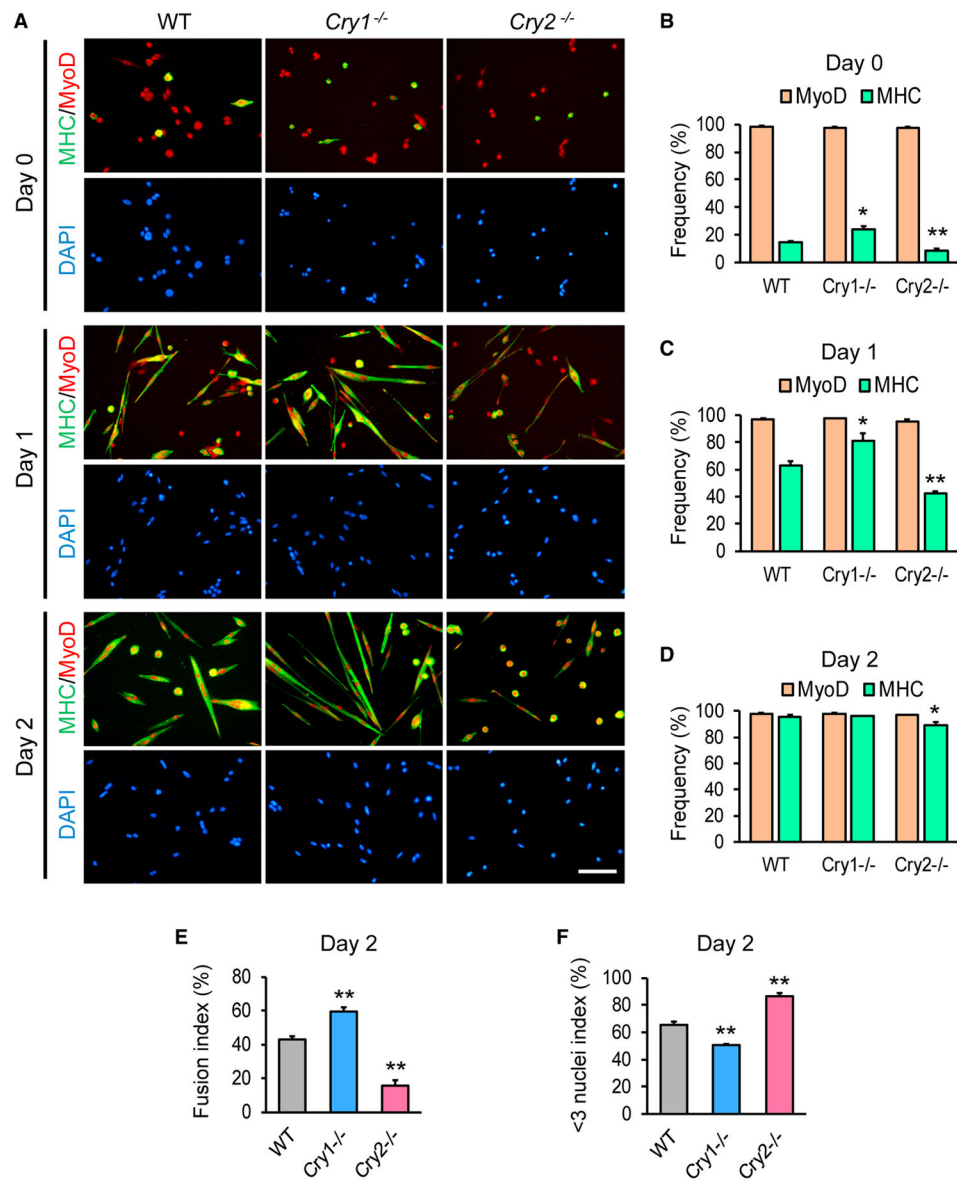 A
WT
Cry1-/-
Cry2-/-
Day 0
MHC/MyoD
DAPI
Day 1
MHC/MyoD
DAPI
Day 2
MHC/MyoD
DAPI
B
Day 0
MyoD MHC
Frequency (%)
100
80
60
40
20
0
*
**
WT Cry1-/- Cry2-/-
C
Day 1
MyoD MHC
Frequency (%)
100
80
60
40
20
0
*
**
WT Cry1-/- Cry2-/-
D
Day 2
MyoD MHC
Frequency (%)
100
80
60
40
20
0
*
WT Cry1-/- Cry2-/-
E
Day 2
Fusion index (%)
80
60
40
20
0
**
**
WT
Cry1-/-
Cry2-/-
F
Day 2
<3 nuclei index (%)
100
80
60
40
20
0
**
**
WT
Cry1-/-
Cry2-/-